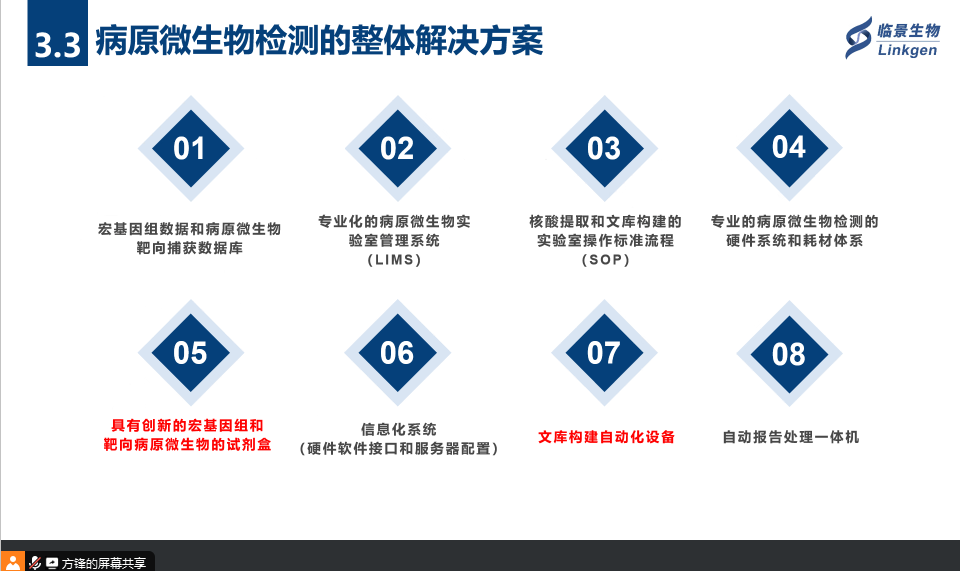 3.3 病原微生物检测的整体解决方案
临景生物
Linkgen
01
宏基因组数据和病原微生物
靶向捕获数据库
02
专业化的病原微生物实
验室管理系统
(LIMS)
03
核酸提取和文库构建的
实验室操作标准流程
(SOP)
04
专业的病原微生物检测的
硬件系统和耗材体系
05
具有创新的宏基因组和
靶向病原微生物的试剂盒
06
信息化系统
(硬件软件接口和服务器配置)
07
文库构建自动化设备
08
自动报告处理一体机
方锋的屏幕共享